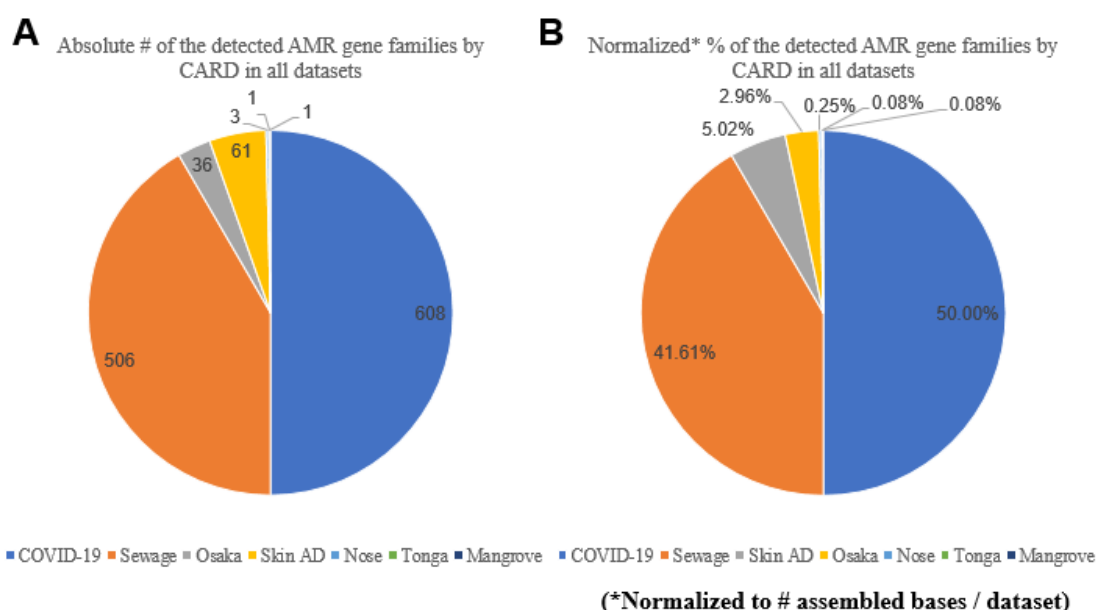 A
Absolute # of the detected AMR gene families by
CARD in all datasets
1
3
1
36
61
608
506
COVID-19 Sewage Osaka Skin AD Nose Tonga Mangrove
B
Normalized* % of the detected AMR gene families by
CARD in all datasets
2.96%
0.25%
0.08%
0.08%
5.02%
50.00%
41.61%
COVID-19 Sewage Skin AD Osaka Nose Tonga Mangrove
(*Normalized to # assembled bases / dataset)